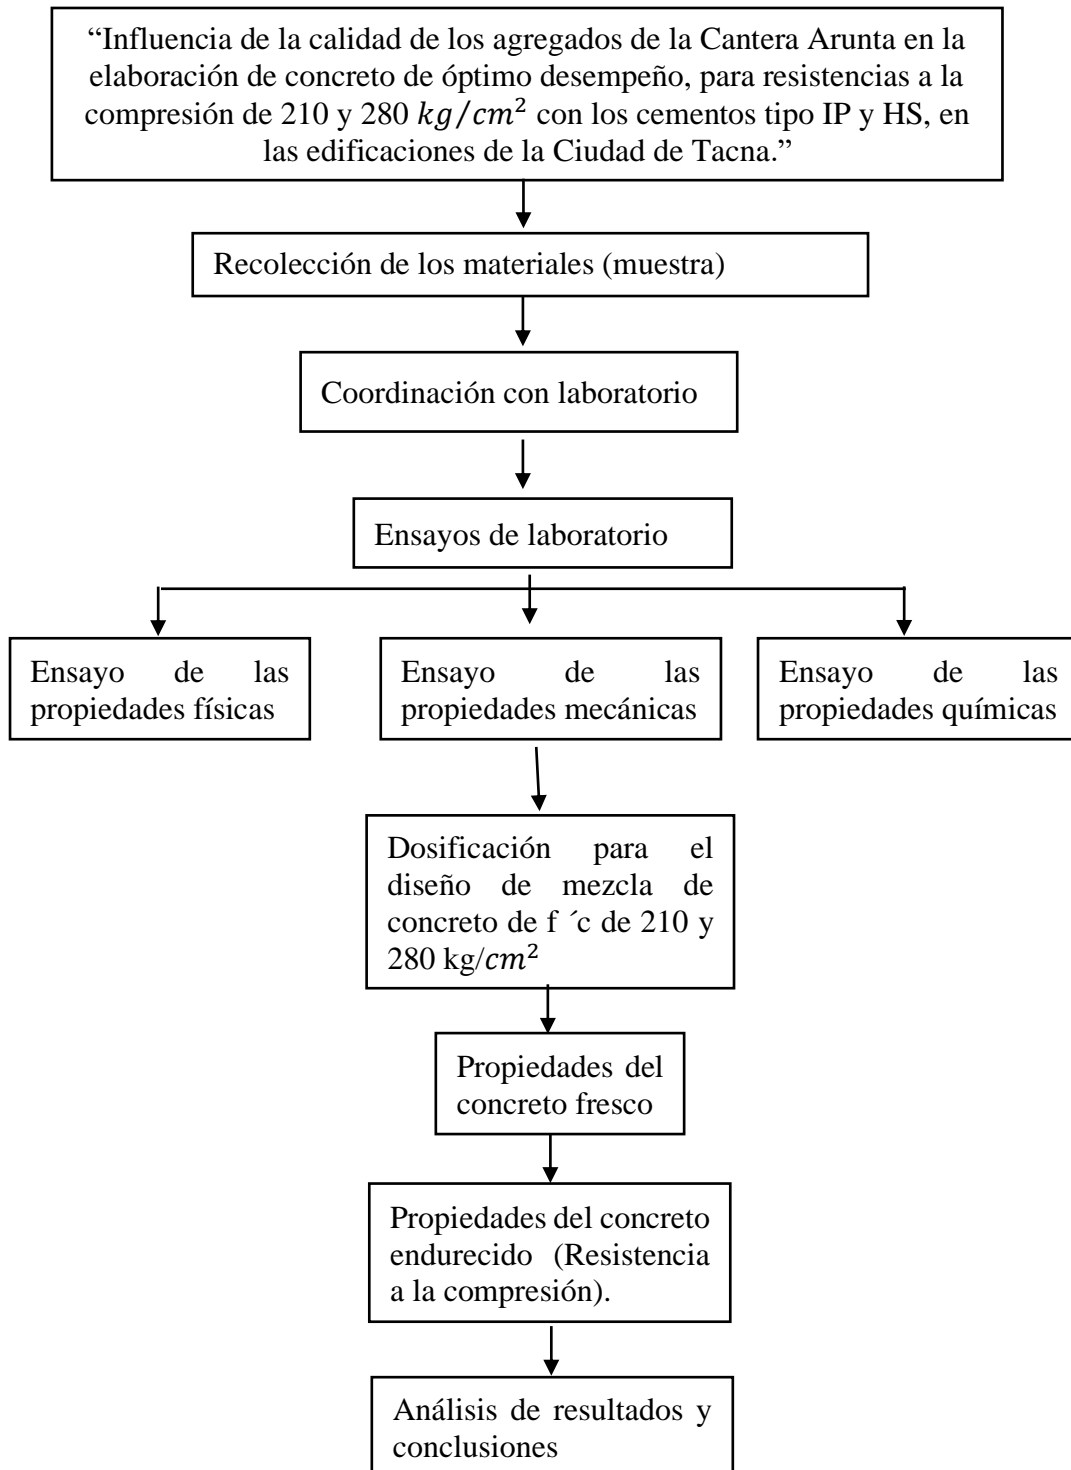 “Influencia de la calidad de los agregados de la Cantera Arunta en la
elaboración de concreto de óptimo desempeño, para resistencias a la
compresión de 210 y 280 kg/cm² con los cementos tipo IP y HS, en
las edificaciones de la Ciudad de Tacna.”
Recolección de los materiales (muestra)
Coordinación con laboratorio
Ensayos de laboratorio
Ensayo de las
propiedades físicas
Ensayo de las
propiedades mecánicas
Ensayo de las
propiedades químicas
Dosificación para el
diseño de mezcla de
concreto de f ´c de 210 y
280 kg/cm²
Propiedades del
concreto fresco
Propiedades del concreto
endurecido (Resistencia
a la compresión).
Análisis de resultados y
conclusiones